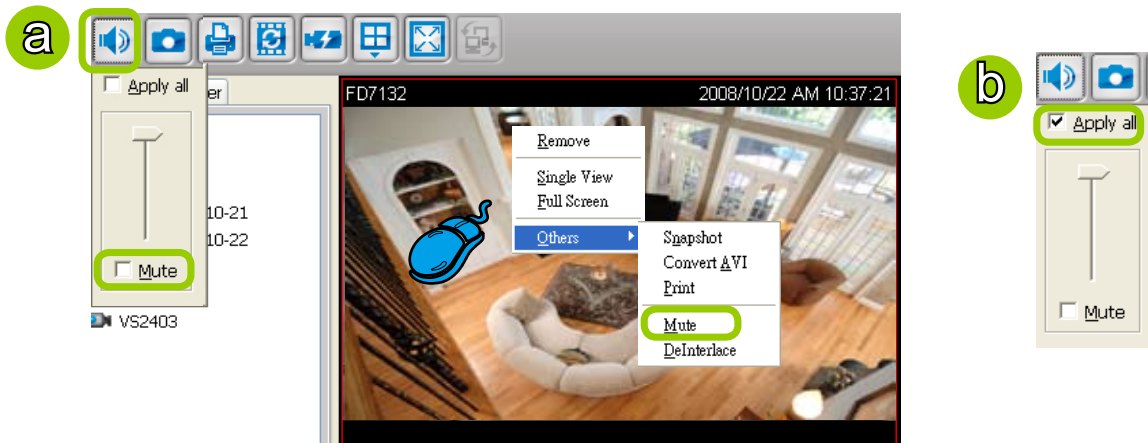 a
Apply all
er
10-21
10-22
Mute
VS2403
FD7132 2008/10/22 AM 10:37:21
Remove
Single View
Full Screen
Others
Snapshot
Convert AVI
Print
Mute
DeInterlace
b
Apply all
Mute